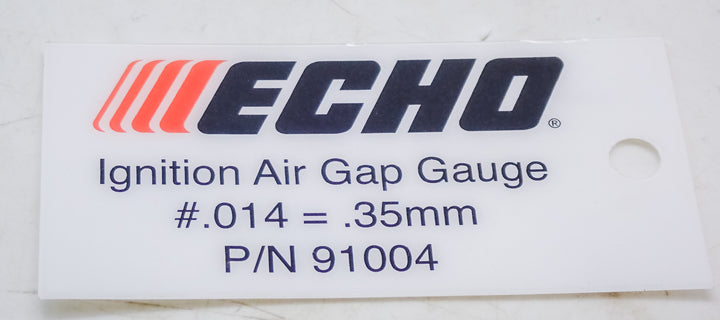 ECHO®
Ignition Air Gap Gauge
#.014 = .35mm
P/N 91004